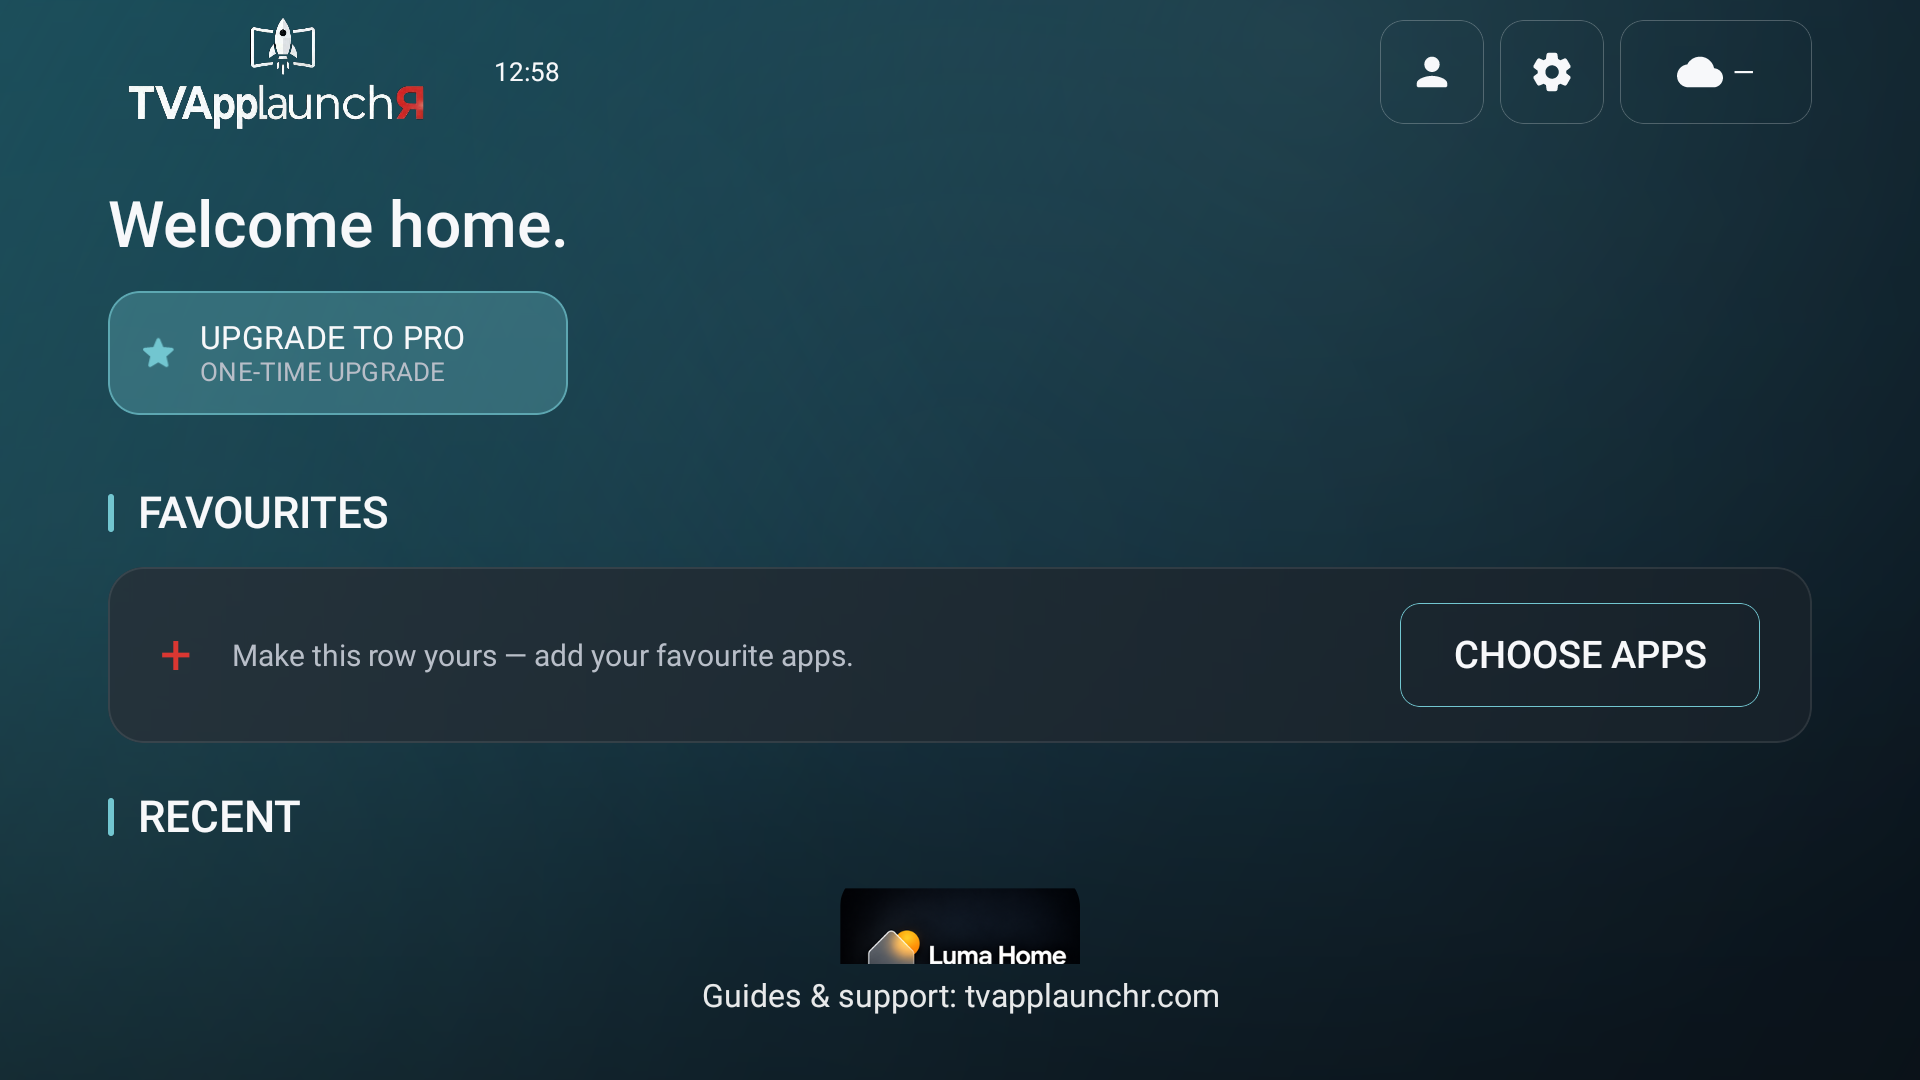 TVApplaunchR
12:58
–
Welcome home.
UPGRADE TO PRO
ONE-TIME UPGRADE
FAVOURITES
Make this row yours — add your favourite apps.
CHOOSE APPS
RECENT
Luma Home
Guides & support: tvapplaunchr.com